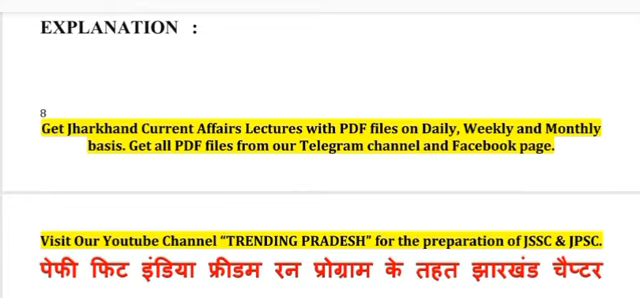 EXPLANATION :
8
Get Jharkhand Current Affairs Lectures with PDF files on Daily, Weekly and Monthly
basis. Get all PDF files from our Telegram channel and Facebook page.
Visit Our Youtube Channel “TRENDING PRADESH” for the preparation of JSSC & JPSC.
पेफी फिट इंडिया फ्रीडम रन प्रोग्राम के तहत झारखंड चैप्टर